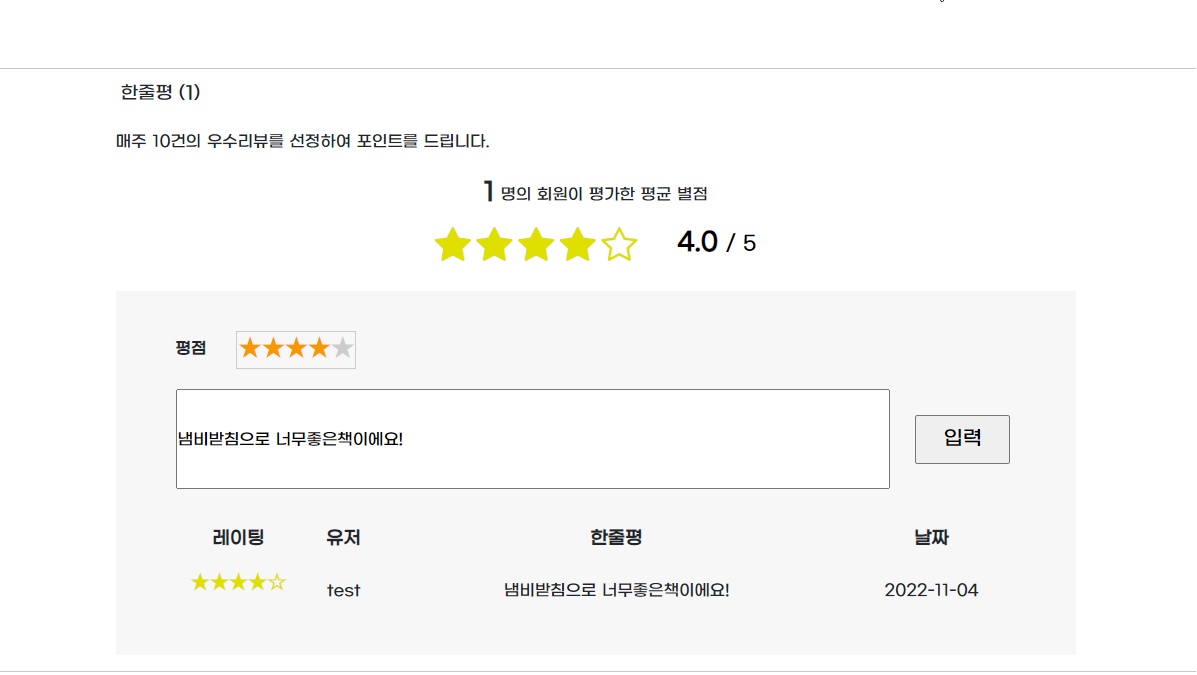 한줄평 (1)
매주 10건의 우수리뷰를 선정하여 포인트를 드립니다.
1 명의 회원이 평가한 평균 별점
★★★★☆ 4.0 / 5
평점 ★★★★★
냄비받침으로 너무좋은책이에요!
입력
레이팅 유저 한줄평 날짜
★★★★☆ test 냄비받침으로 너무좋은책이에요! 2022-11-04